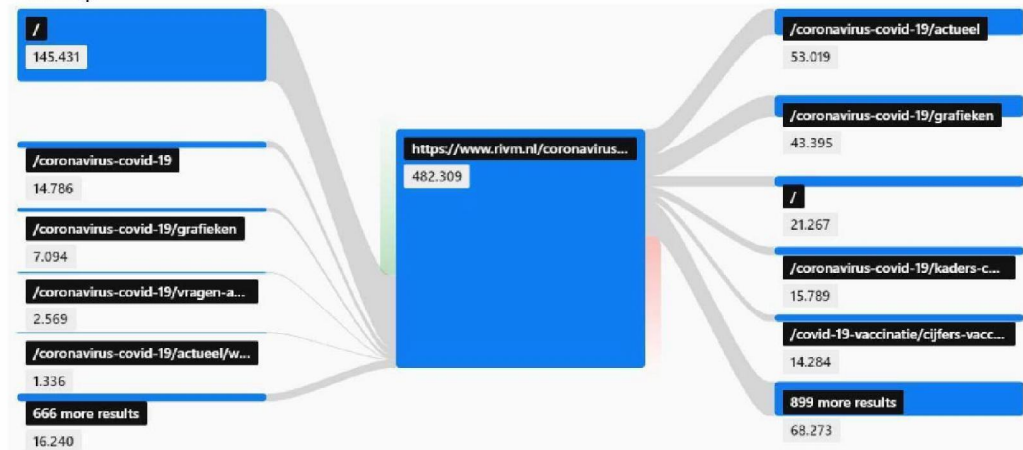 /
145.431
/coronavirus-covid-19
14.786
/coronavirus-covid-19/grafieken
7.094
/coronavirus-covid-19/vragen-a...
2.569
/coronavirus-covid-19/actueel/w...
1.336
666 more results
16.240
https://www.rivm.nl/coronavirus...
482.309
/coronavirus-covid-19/actueel
53.019
/coronavirus-covid-19/grafieken
43.395
/
21.267
/coronavirus-covid-19/kaders-c...
15.789
/covid-19-vaccinatie/cijfers-vacc...
14.284
899 more results
68.273